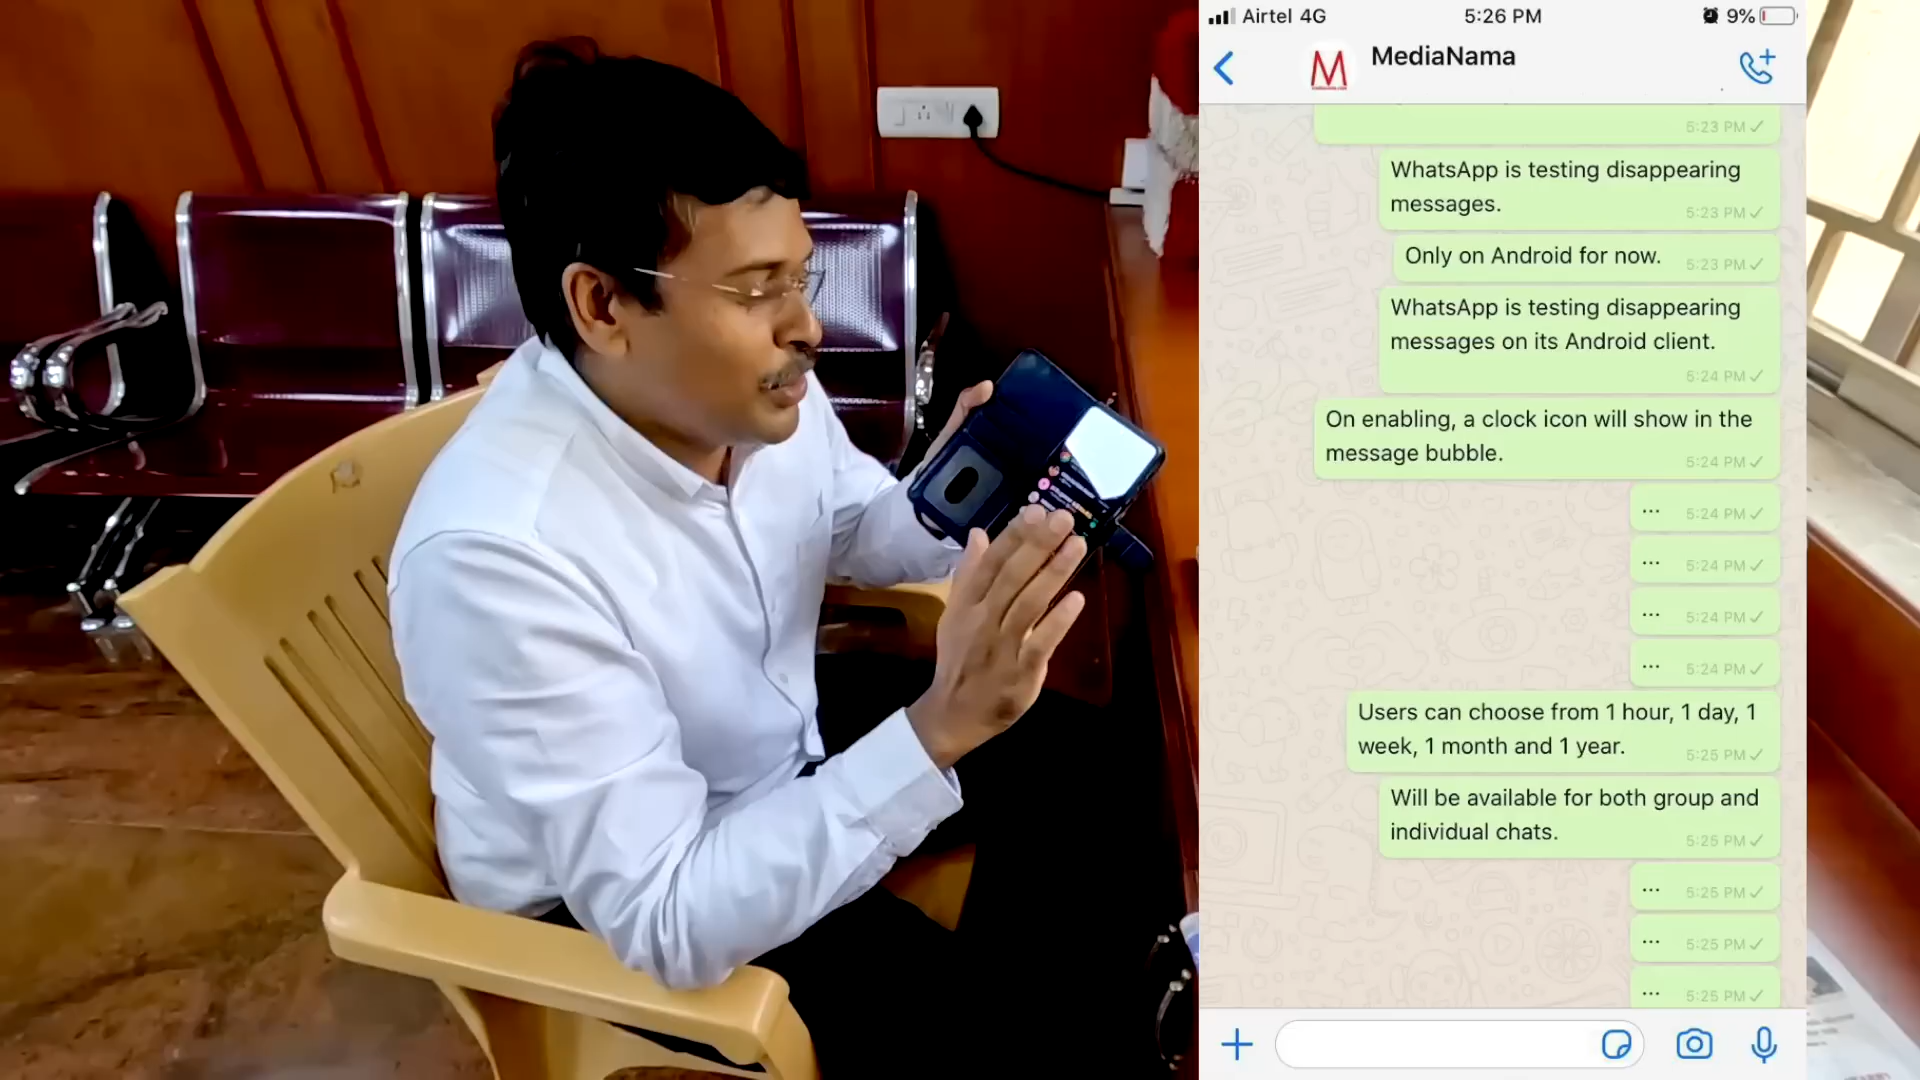 Airtel 4G
5:26 PM
9%
M
MediaNama
5:23 PM
WhatsApp is testing disappearing
messages.
5:23 PM
Only on Android for now.
5:23 PM
WhatsApp is testing disappearing
messages on its Android client.
5:24 PM
On enabling, a clock icon will show in the
message bubble.
5:24 PM
...
5:24 PM
...
5:24 PM
...
5:24 PM
...
5:24 PM
Users can choose from 1 hour, 1 day, 1
week, 1 month and 1 year.
5:25 PM
Will be available for both group and
individual chats.
5:25 PM
...
5:25 PM
...
5:25 PM
...
5:25 PM